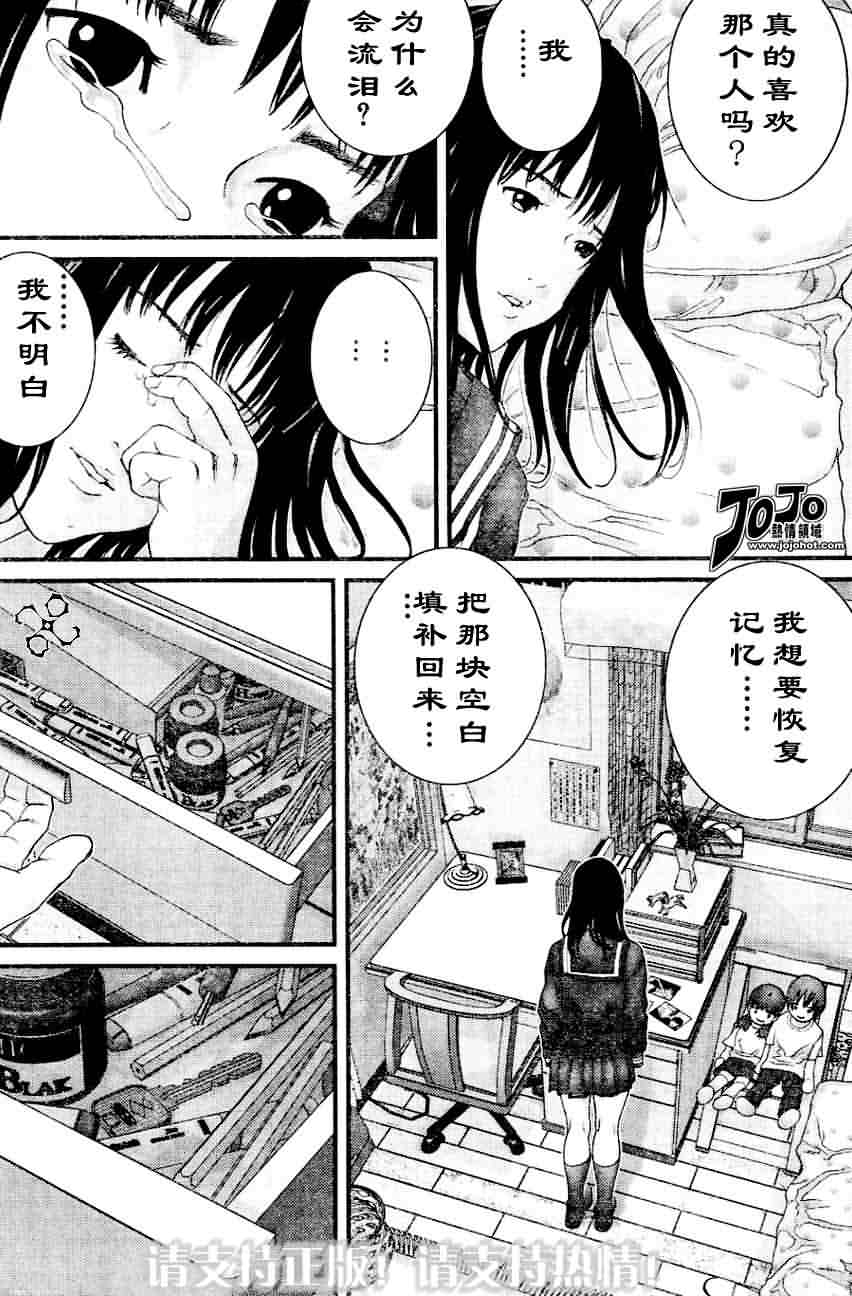 真的喜欢
那个人吗？
我
……
为什么
会流泪？
……
……
我不明白
我想要恢复
记忆……
把那块空白
填补回来……
JOJO
熱情領域
www.jojohot.com
BLAK
BLAK
请支持正版！请支持热情！